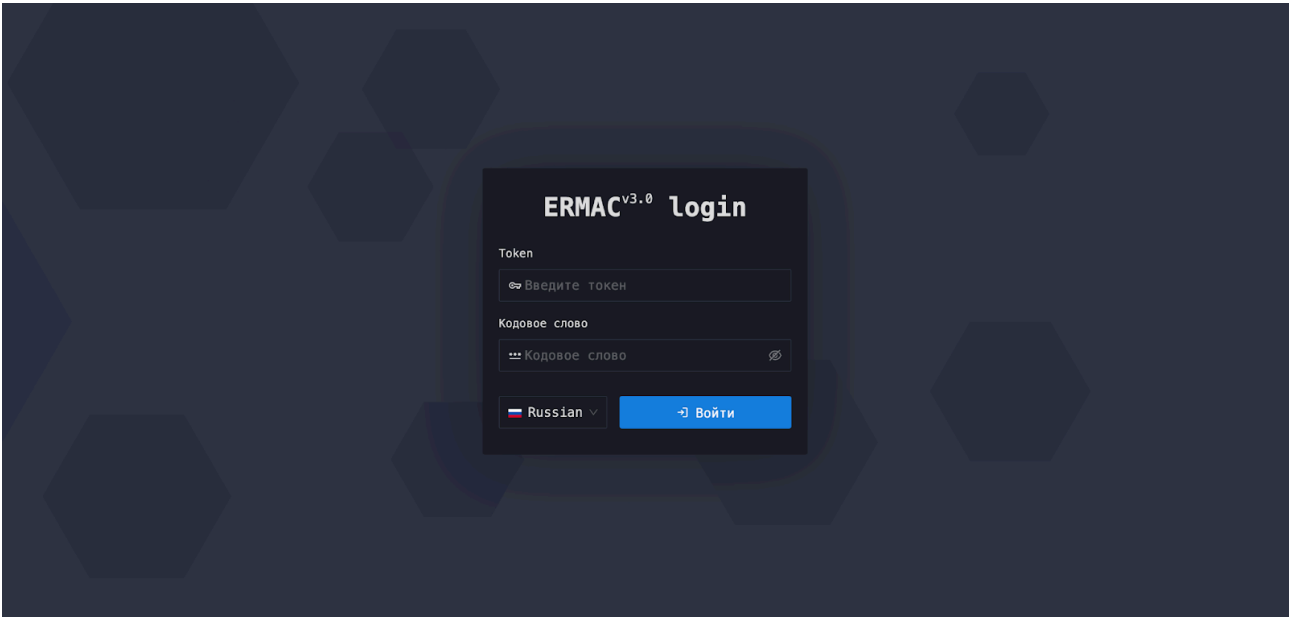 ERMACv3.0 login
Token
Введите токен
Кодовое слово
Кодовое слово
Russian
Войти